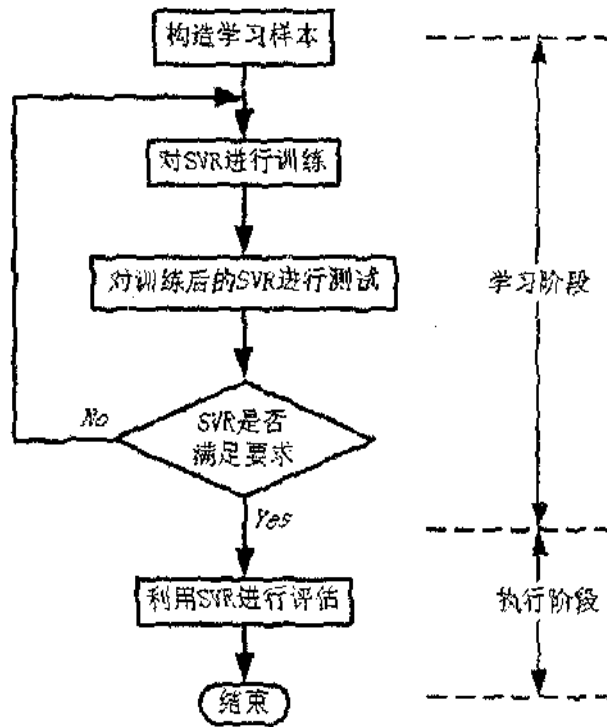 构造学习样本
对SVR进行训练
对训练后的SVR进行测试
学习阶段
No
SVR是否
满足要求
Yes
利用SVR进行评估
执行阶段
结束